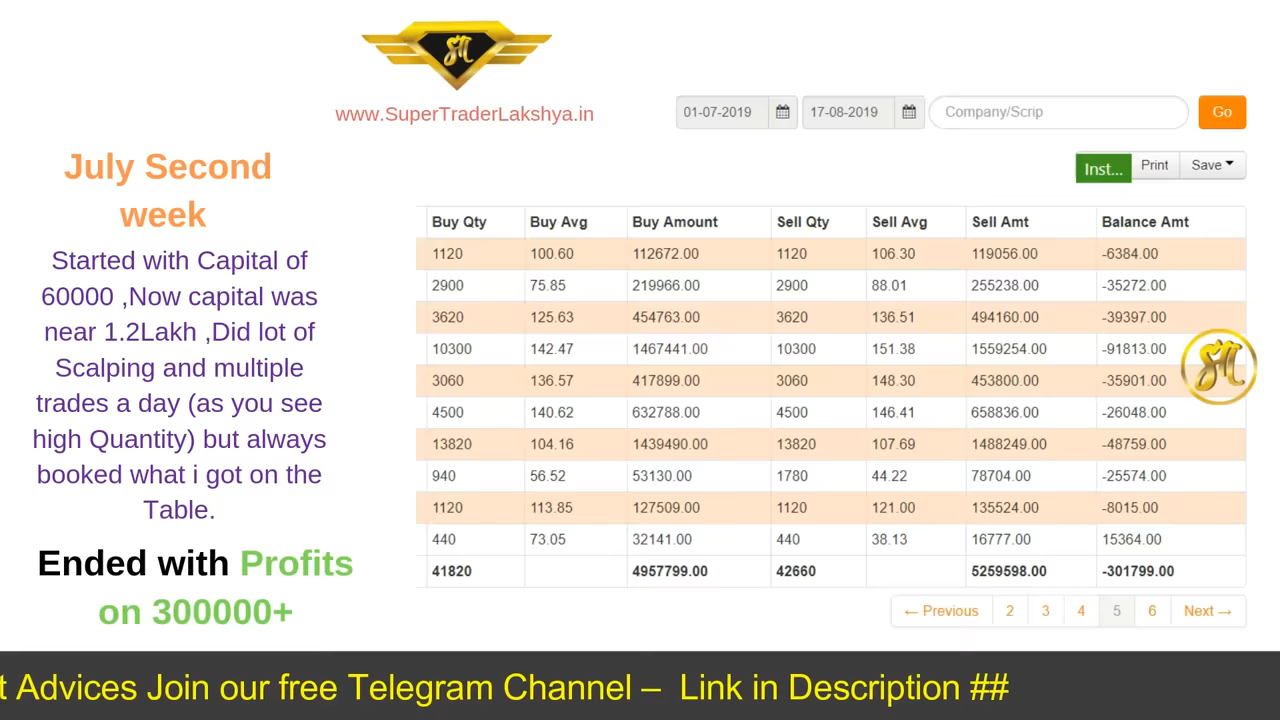 STL
www.SuperTraderLakshya.in
01-07-2019 17-08-2019 Company/Scrip Go
Inst... Print Save
July Second
week
Started with Capital of
60000 ,Now capital was
near 1.2Lakh ,Did lot of
Scalping and multiple
trades a day (as you see
high Quantity) but always
booked what i got on the
Table.
Ended with Profits
on 300000+
Buy Qty Buy Avg Buy Amount Sell Qty Sell Avg Sell Amt Balance Amt
1120 100.60 112672.00 1120 106.30 119056.00 -6384.00
2900 75.85 219966.00 2900 88.01 255238.00 -35272.00
3620 125.63 454763.00 3620 136.51 494160.00 -39397.00
10300 142.47 1467441.00 10300 151.38 1559254.00 -91813.00
3060 136.57 417899.00 3060 148.30 453800.00 -35901.00
4500 140.62 632788.00 4500 146.41 658836.00 -26048.00
13820 104.16 1439490.00 13820 107.69 1488249.00 -48759.00
940 56.52 53130.00 1780 44.22 78704.00 -25574.00
1120 113.85 127509.00 1120 121.00 135524.00 -8015.00
440 73.05 32141.00 440 38.13 16777.00 15364.00
41820 4957799.00 42660 5259598.00 -301799.00
STL
← Previous 2 3 4 5 6 Next →
t Advices Join our free Telegram Channel – Link in Description ##